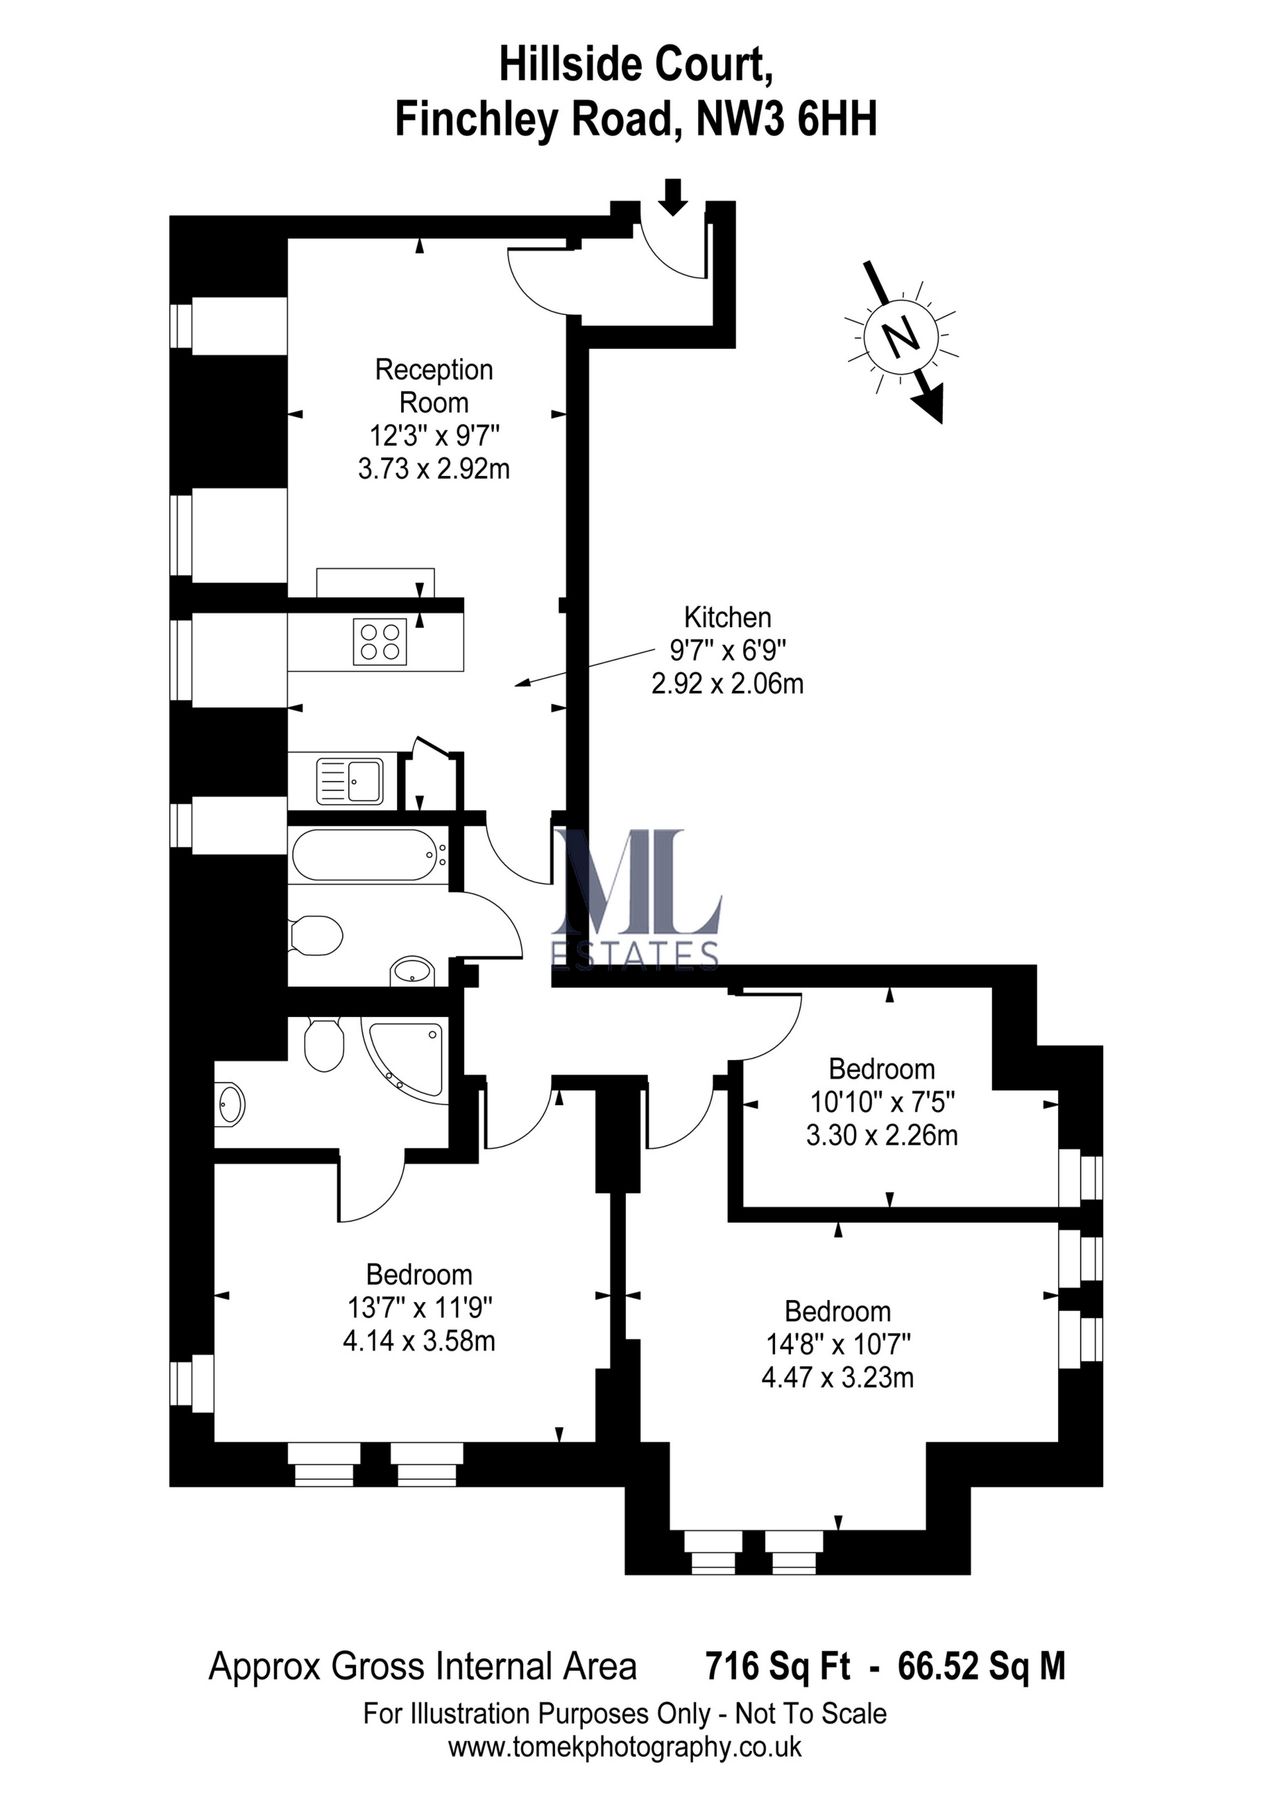 Hillside Court,
Finchley Road, NW3 6HH
N
Reception
Room
12'3" x 9'7"
3.73 x 2.92m
Kitchen
9'7" x 6'9"
2.92 x 2.06m
ML
ESTATES
Bedroom
10'10" x 7'5"
3.30 x 2.26m
Bedroom
13'7" x 11'9"
4.14 x 3.58m
Bedroom
14'8" x 10'7"
4.47 x 3.23m
Approx Gross Internal Area 716 Sq Ft - 66.52 Sq M
For Illustration Purposes Only - Not To Scale
www.tomekphotography.co.uk